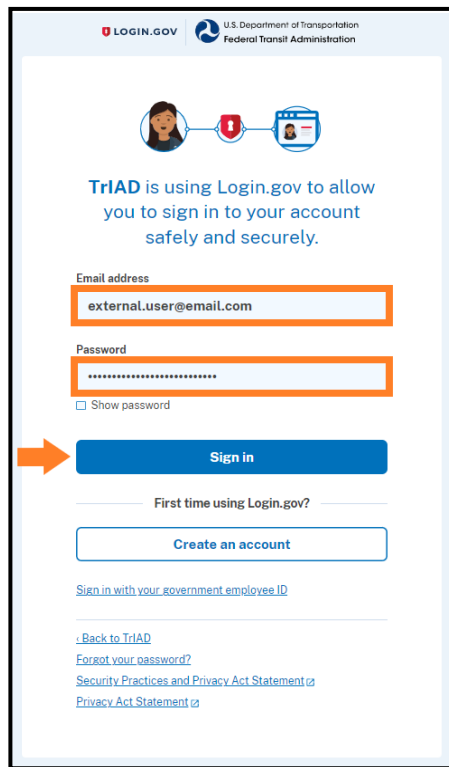 LOGIN.GOV
U.S. Department of Transportation
Federal Transit Administration
TrIAD is using Login.gov to allow
you to sign in to your account
safely and securely.
Email address
external.user@email.com
Password
•••••••••••••••••••••••••••
Show password
Sign in
First time using Login.gov?
Create an account
Sign in with your government employee ID
‹ Back to TrIAD
Forgot your password?
Security Practices and Privacy Act Statement
Privacy Act Statement